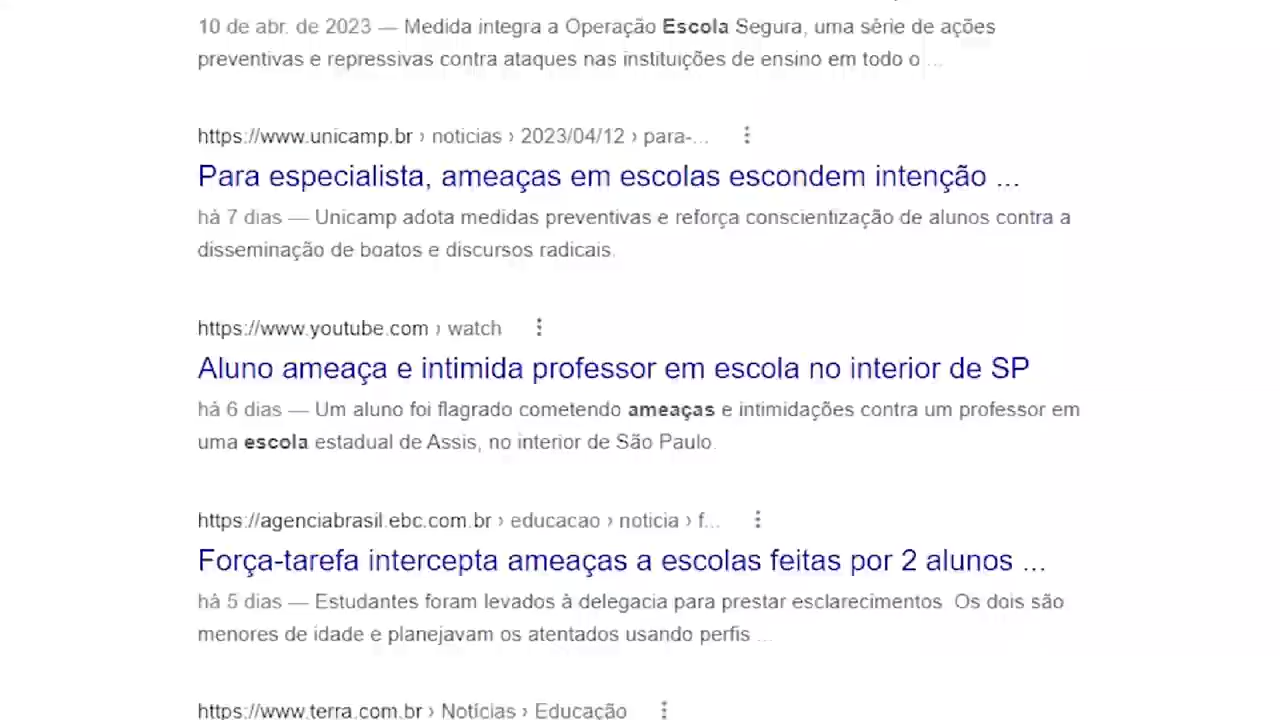 10 de abr. de 2023 — Medida integra a Operação Escola Segura, uma série de ações
preventivas e repressivas contra ataques nas instituições de ensino em todo o ...
https://www.unicamp.br › noticias › 2023/04/12 › para-...
Para especialista, ameaças em escolas escondem intenção ...
há 7 dias — Unicamp adota medidas preventivas e reforça conscientização de alunos contra a
disseminação de boatos e discursos radicais.
https://www.youtube.com › watch
Aluno ameaça e intimida professor em escola no interior de SP
há 6 dias — Um aluno foi flagrado cometendo ameaças e intimidações contra um professor em
uma escola estadual de Assis, no interior de São Paulo.
https://agenciabrasil.ebc.com.br › educacao › noticia › f...
Força-tarefa intercepta ameaças a escolas feitas por 2 alunos ...
há 5 dias — Estudantes foram levados à delegacia para prestar esclarecimentos. Os dois são
menores de idade e planejavam os atentados usando perfis ...
https://www.terra.com.br › Notícias › Educação